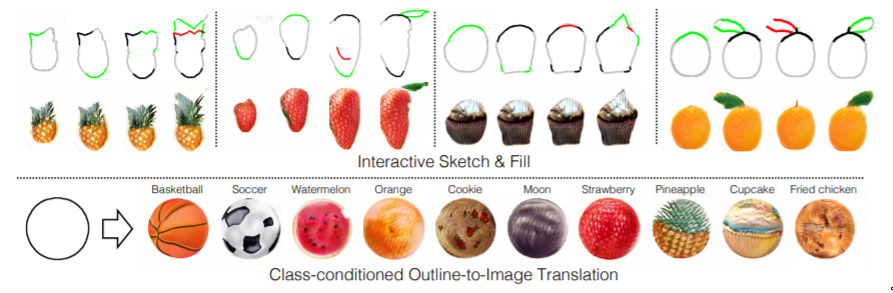 Interactive Sketch & Fill
Basketball Soccer Watermelon Orange Cookie Moon Strawberry Pineapple Cupcake Fried chicken
Class-conditioned Outline-to-Image Translation